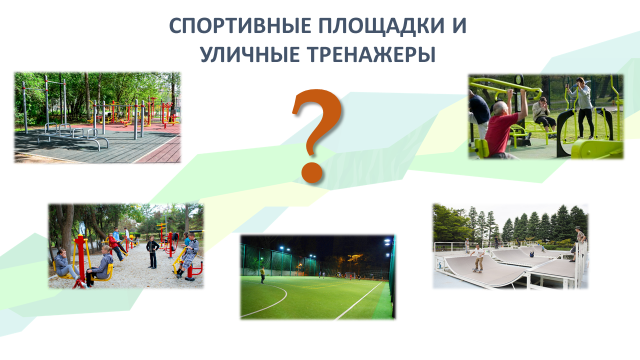 СПОРТИВНЫЕ ПЛОЩАДКИ И
УЛИЧНЫЕ ТРЕНАЖЕРЫ
?